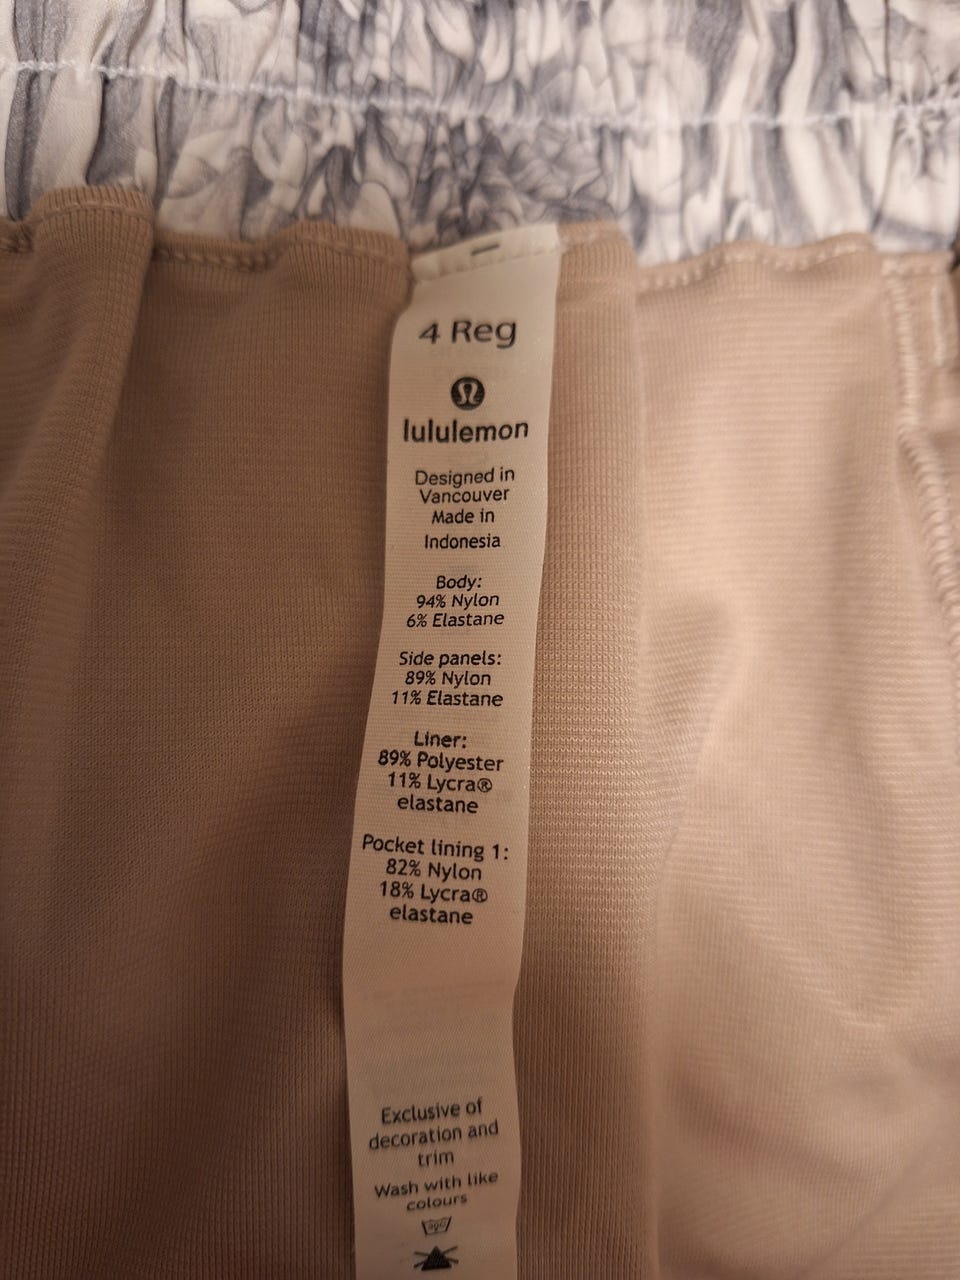 4 Reg
lululemon
Designed in
Vancouver
Made in
Indonesia
Body:
94% Nylon
6% Elastane
Side panels:
89% Nylon
11% Elastane
Liner:
89% Polyester
11% Lycra®
elastane
Pocket lining 1:
82% Nylon
18% Lycra®
elastane
Exclusive of
decoration and
trim
Wash with like
colours